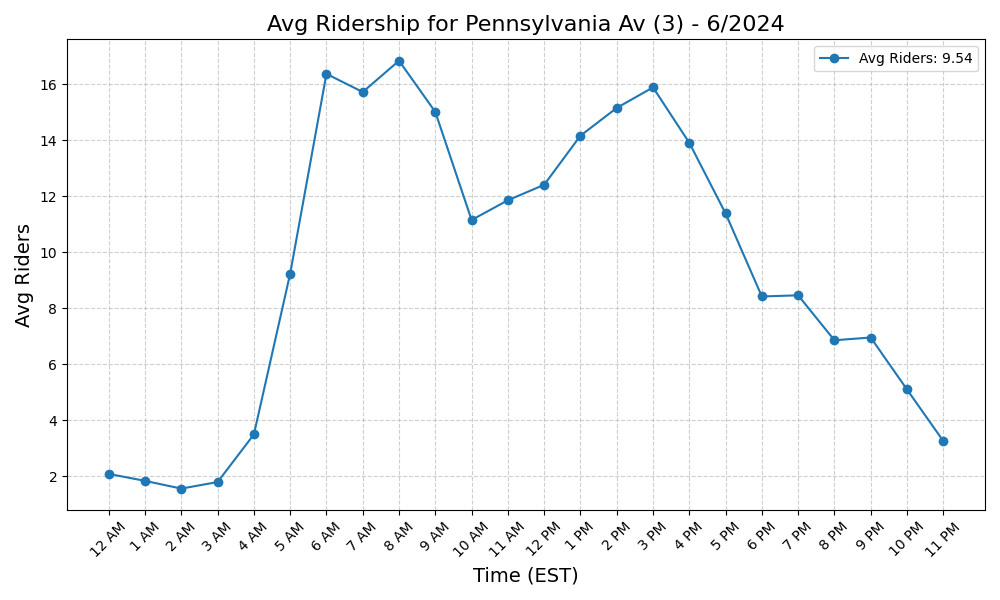 Avg Ridership for Pennsylvania Av (3) - 6/2024
Avg Riders: 9.54
Avg Riders
16
14
12
10
8
6
4
2
12 AM
1 AM
2 AM
3 AM
4 AM
5 AM
6 AM
7 AM
8 AM
9 AM
10 AM
11 AM
12 PM
1 PM
2 PM
3 PM
4 PM
5 PM
6 PM
7 PM
8 PM
9 PM
10 PM
11 PM
Time (EST)